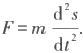 F = m d²s/dt².